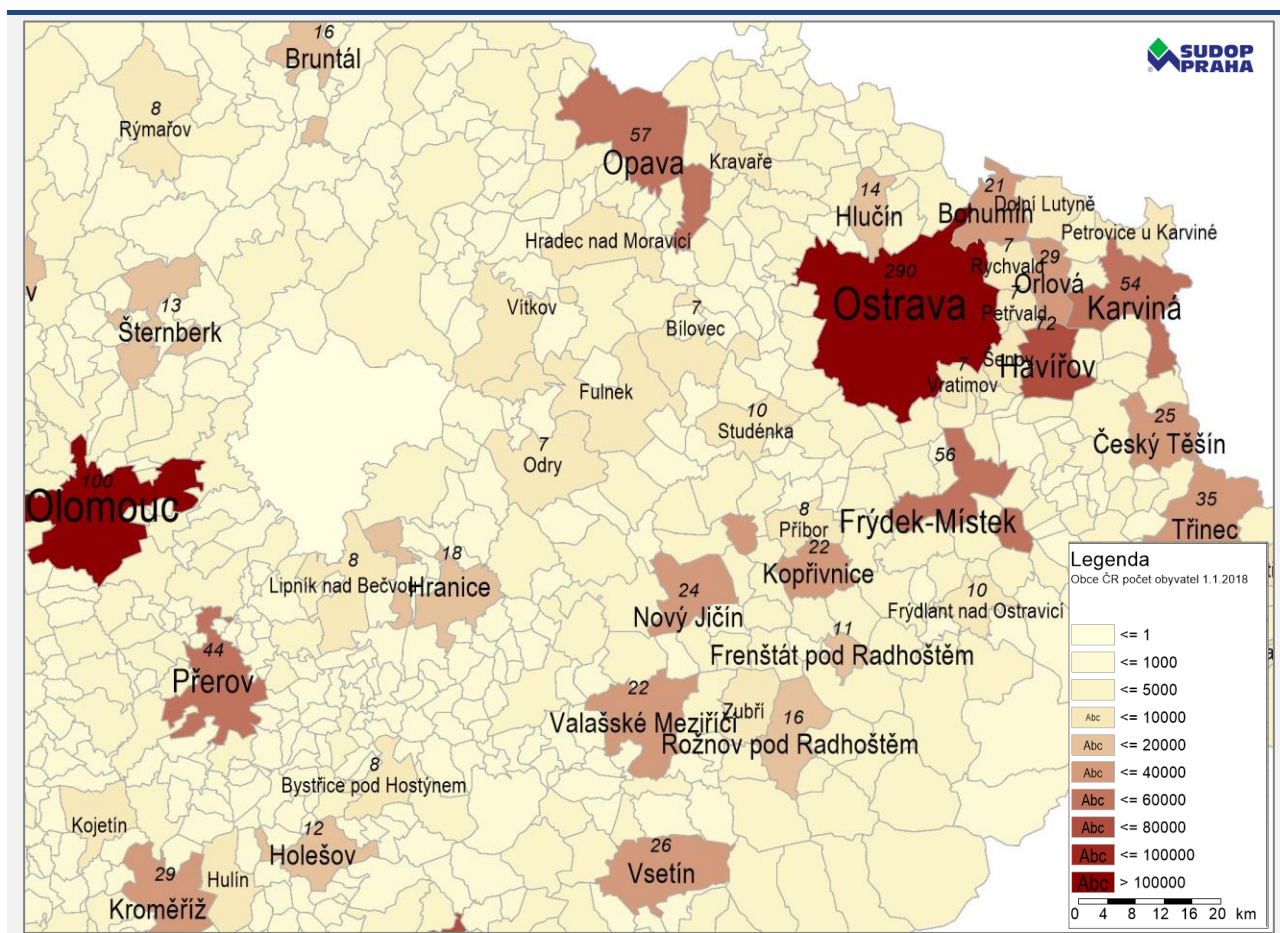 16
Bruntál
SUDOP
PRAHA
8
Rýmařov
57
Opava
Kravaře
14
Hlučín
21
Bohumín
Dolní Lutyně
Petrovice u Karviné
Hradec nad Moravicí
7
Rychvald
290
Ostrava
29
Orlová
54
Karviná
7
Petřvald
72
Havířov
Šenov
7
Vratimov
v
13
Šternberk
Vítkov
7
Bílovec
Fulnek
10
Studénka
25
Český Těšín
7
Odry
56
Frýdek-Místek
100
Olomouc
35
Třinec
8
Příbor
22
Kopřivnice
8
Lipník nad Bečvou
18
Hranice
24
Nový Jičín
10
Frýdlant nad Ostravicí
11
Frenštát pod Radhoštěm
44
Přerov
22
Valašské Meziříčí
Zubří
16
Rožnov pod Radhoštěm
8
Bystřice pod Hostýnem
Kojetín
12
Holešov
29
Kroměříž
Hulín
26
Vsetín
Legenda
Obce ČR počet obyvatel 1.1.2018
<= 1
<= 1000
<= 5000
Abc <= 10000
Abc <= 20000
Abc <= 40000
Abc <= 60000
Abc <= 80000
Abc <= 100000
Abc > 100000
0 4 8 12 16 20 km